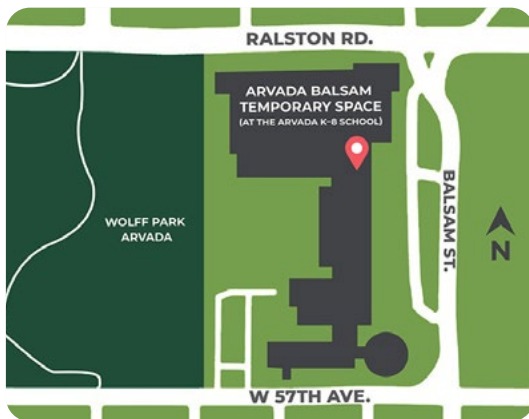 RALSTON RD.
ARVADA BALSAM
TEMPORARY SPACE
(AT THE ARVADA K-8 SCHOOL)
WOLFF PARK
ARVADA
BALSAM ST.
N
W 57TH AVE.